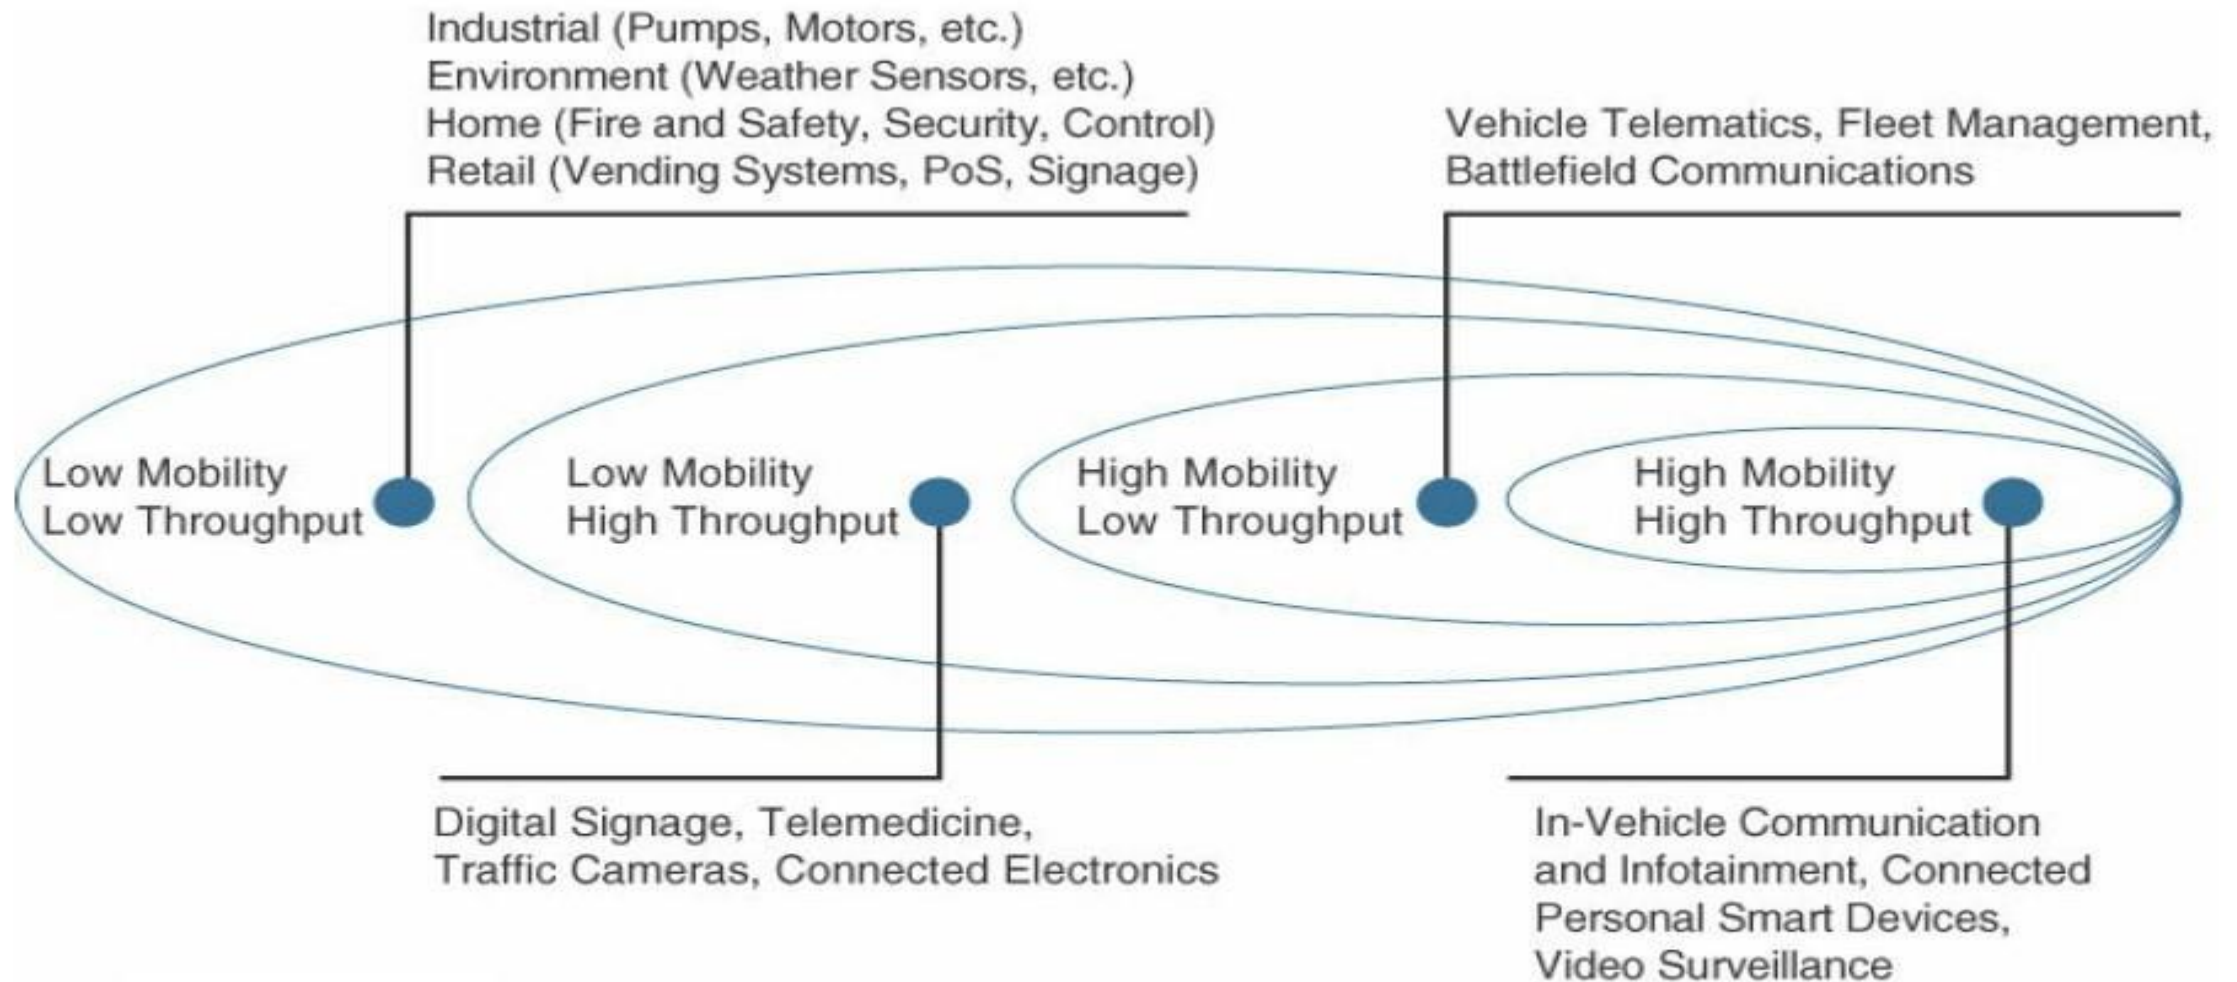 Industrial (Pumps, Motors, etc.)
Environment (Weather Sensors, etc.)
Home (Fire and Safety, Security, Control)
Retail (Vending Systems, PoS, Signage)
Vehicle Telematics, Fleet Management,
Battlefield Communications
Low Mobility
Low Throughput
Low Mobility
High Throughput
High Mobility
Low Throughput
High Mobility
High Throughput
Digital Signage, Telemedicine,
Traffic Cameras, Connected Electronics
In-Vehicle Communication
and Infotainment, Connected
Personal Smart Devices,
Video Surveillance